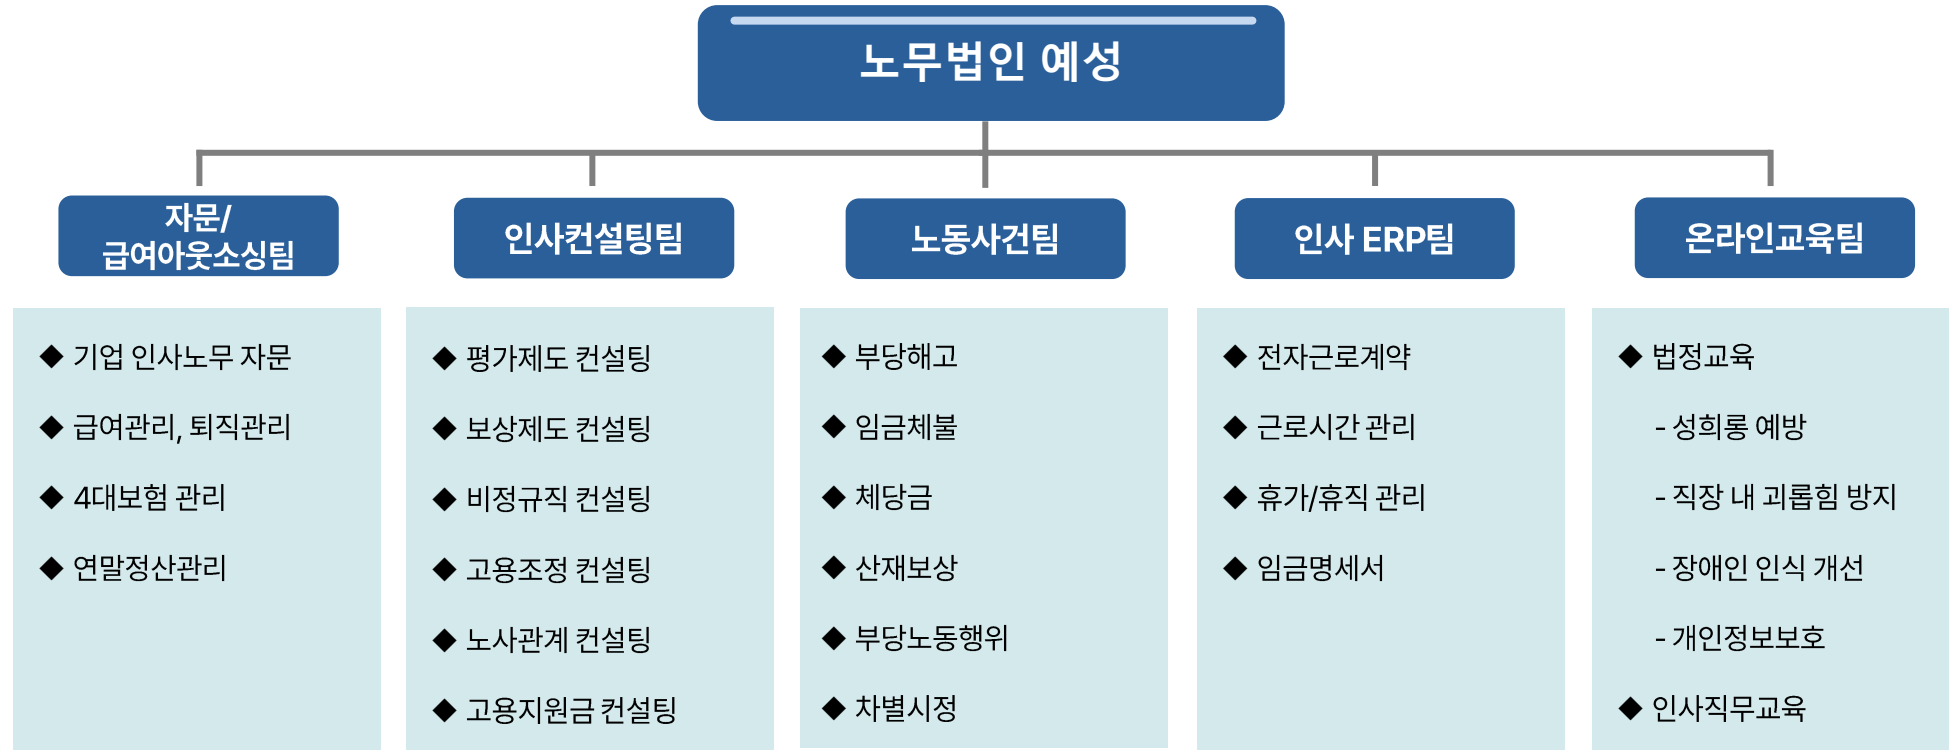 노무법인 예성
자문/
급여아웃소싱팀
인사컨설팅팀
노동사건팀
인사 ERP팀
온라인교육팀
◆ 기업 인사노무 자문
◆ 급여관리, 퇴직관리
◆ 4대보험 관리
◆ 연말정산관리
◆ 평가제도 컨설팅
◆ 보상제도 컨설팅
◆ 비정규직 컨설팅
◆ 고용조정 컨설팅
◆ 노사관계 컨설팅
◆ 고용지원금 컨설팅
◆ 부당해고
◆ 임금체불
◆ 체당금
◆ 산재보상
◆ 부당노동행위
◆ 차별시정
◆ 전자근로계약
◆ 근로시간 관리
◆ 휴가/휴직 관리
◆ 임금명세서
◆ 법정교육
- 성희롱 예방
- 직장 내 괴롭힘 방지
- 장애인 인식 개선
- 개인정보보호
◆ 인사직무교육